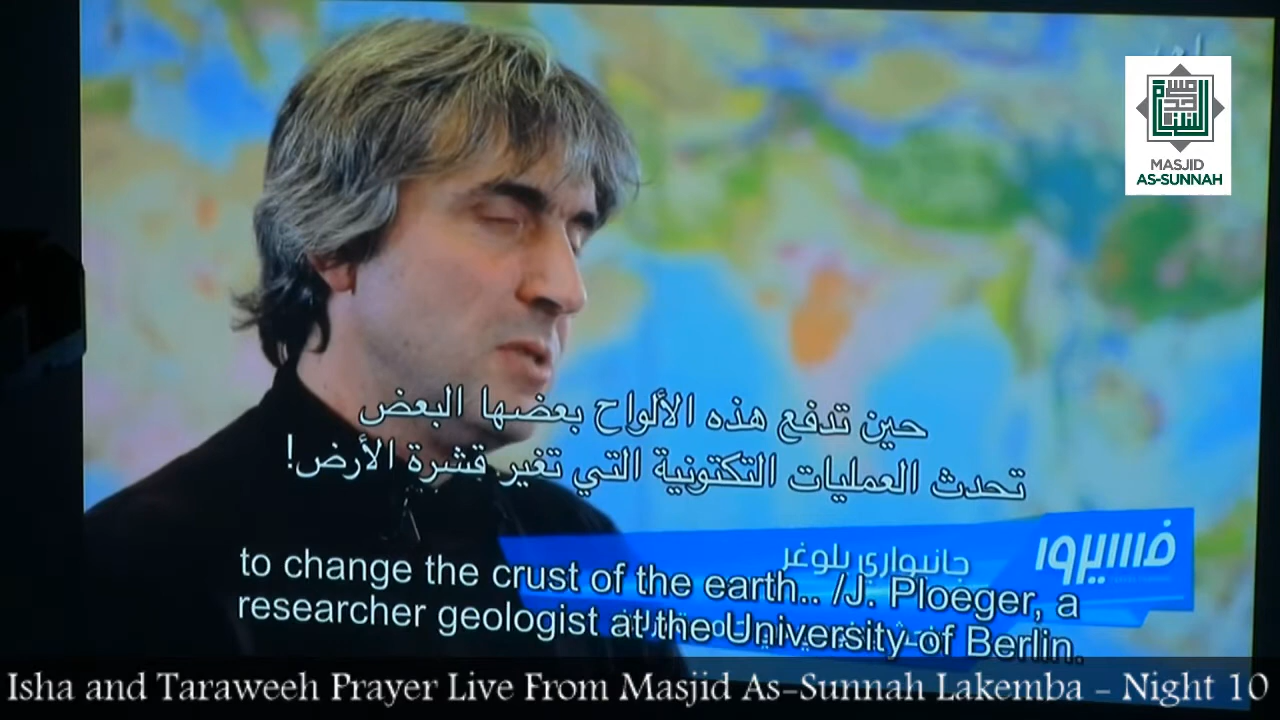 MASJID
AS-SUNNAH
حين تدفع هذه الألواح بعضها البعض
تحدث العمليات التكتونية التي تغير قشرة الأرض!
فسيرو
جانبواري بلوغر
to change the crust of the earth.. /J. Ploeger, a
researcher geologist at the University of Berlin.
Isha and Taraweeh Prayer Live From Masjid As-Sunnah Lakemba - Night 10